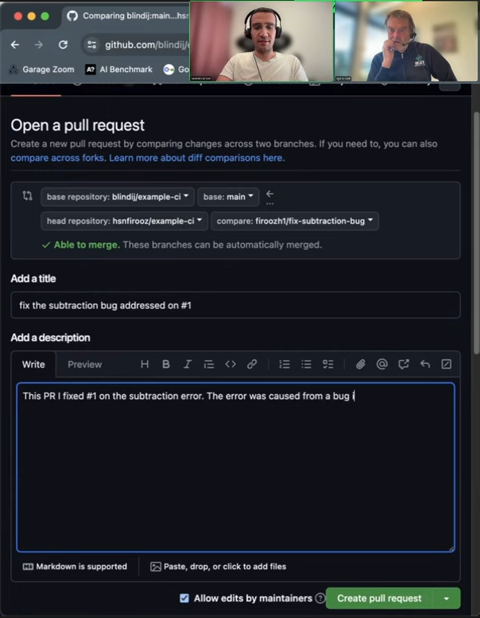 Comparing blindij:main...hsn
github.com/blindij/e
Garage Zoom
AI Benchmark
Go
Open a pull request
Create a new pull request by comparing changes across two branches. If you need to, you can also
compare across forks. Learn more about diff comparisons here.
base repository: blindij/example-ci
base: main
...
head repository: hsnfirooz/example-ci
compare: firoozh1/fix-subtraction-bug
Able to merge. These branches can be automatically merged.
Add a title
fix the subtraction bug addressed on #1
Add a description
Write
Preview
H B I
This PR I fixed #1 on the subtraction error. The error was caused from a bug i
Markdown is supported
Paste, drop, or click to add files
Allow edits by maintainers
Create pull request